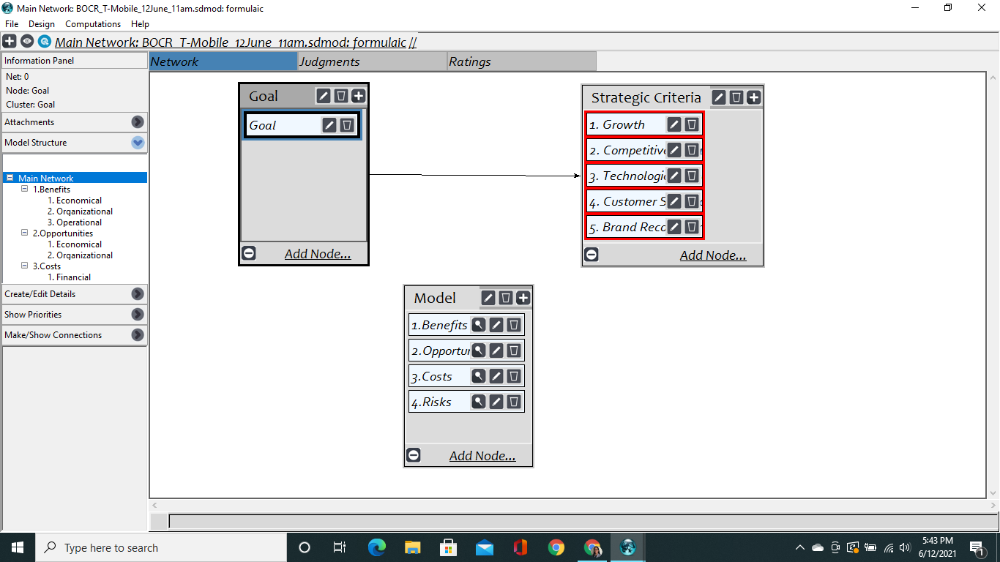 Main Network: BOCR_T-Mobile_12June_11am.sdmod: formulaic
File Design Computations Help
Main Network: BOCR_T-Mobile_12June_11am.sdmod: formulaic //
Information Panel
Net: 0
Node: Goal
Cluster: Goal
Attachments
Model Structure
Main Network
1.Benefits
1. Economical
2. Organizational
3. Operational
2.Opportunities
1. Economical
2. Organizational
3.Costs
1. Financial
Create/Edit Details
Show Priorities
Make/Show Connections
Network Judgments Ratings
Goal
Goal
Add Node...
Strategic Criteria
1. Growth
2. Competitive
3. Technologic
4. Customer S
5. Brand Reco
Add Node...
Model
1.Benefits
2.Opportun
3.Costs
4.Risks
Add Node...
Type here to search
5:43 PM
6/12/2021
1